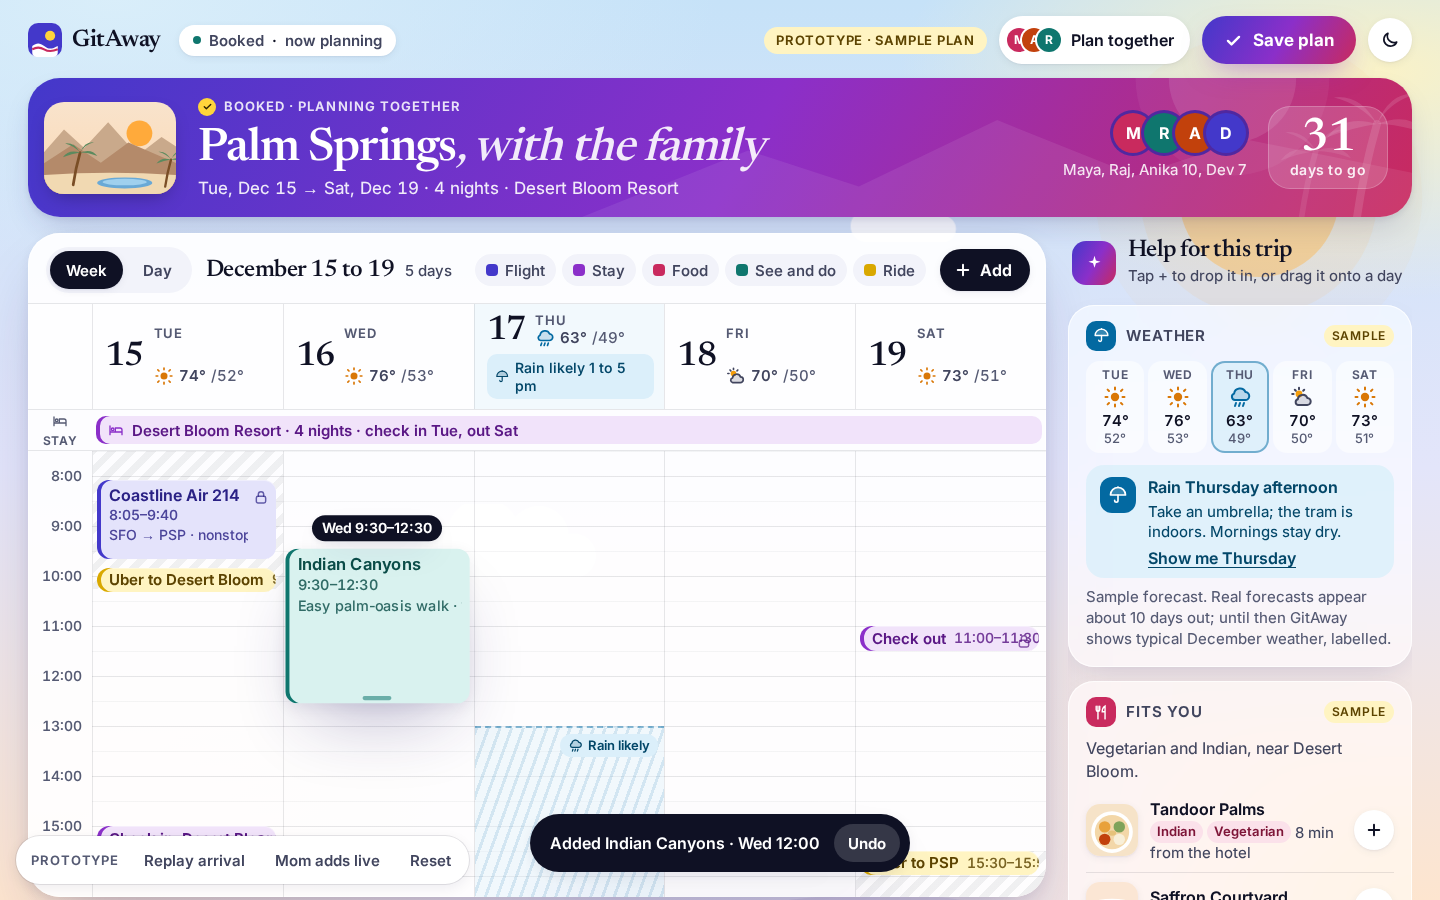 GitAway
Booked · now planning
PROTOTYPE · SAMPLE PLAN
A R
Plan together
Save plan
BOOKED · PLANNING TOGETHER
Palm Springs, with the family
Tue, Dec 15 → Sat, Dec 19 · 4 nights · Desert Bloom Resort
M R A D
Maya, Raj, Anika 10, Dev 7
31
days to go
Week
Day
December 15 to 19 5 days
Flight
Stay
Food
See and do
Ride
+ Add
Help for this trip
Tap + to drop it in, or drag it onto a day
15 TUE
74° /52°
16 WED
76° /53°
17 THU
63° /49°
Rain likely 1 to 5
pm
18 FRI
70° /50°
19 SAT
73° /51°
STAY
Desert Bloom Resort · 4 nights · check in Tue, out Sat
8:00
9:00
10:00
11:00
12:00
13:00
14:00
15:00
Coastline Air 214
8:05–9:40
SFO → PSP · nonstop
Uber to Desert Bloom
Wed 9:30–12:30
Indian Canyons
9:30–12:30
Easy palm-oasis walk ·
Rain likely
Check out 11:00–11:30
to PSP 15:30–15:
WEATHER
SAMPLE
TUE
74°
52°
WED
76°
53°
THU
63°
49°
FRI
70°
50°
SAT
73°
51°
Rain Thursday afternoon
Take an umbrella; the tram is
indoors. Mornings stay dry.
Show me Thursday
Sample forecast. Real forecasts appear
about 10 days out; until then GitAway
shows typical December weather, labelled.
FITS YOU
SAMPLE
Vegetarian and Indian, near Desert
Bloom.
Tandoor Palms
Indian Vegetarian 8 min
from the hotel
+
Saffron Courtyard
PROTOTYPE
Replay arrival
Mom adds live
Reset
Added Indian Canyons · Wed 12:00
Undo